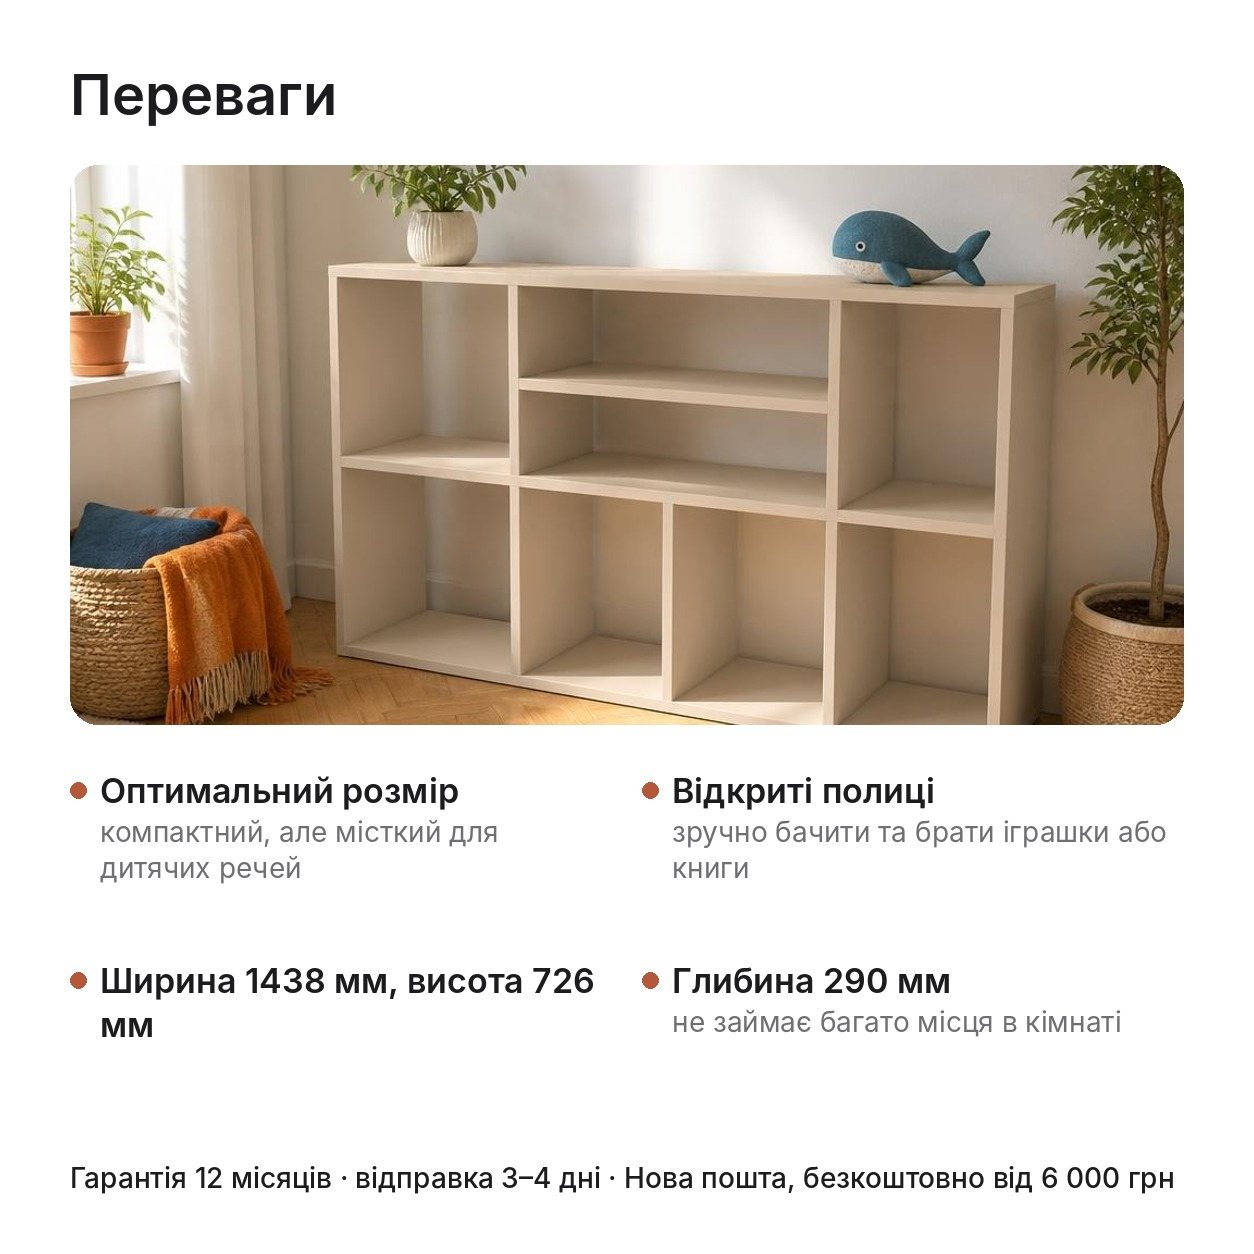 Переваги
Оптимальний розмір
компактний, але місткий для
дитячих речей
Відкриті полиці
зручно бачити та брати іграшки або
книги
Ширина 1438 мм, висота 726
мм
Глибина 290 мм
не займає багато місця в кімнаті
Гарантія 12 місяців · відправка 3–4 дні · Нова пошта, безкоштовно від 6 000 грн